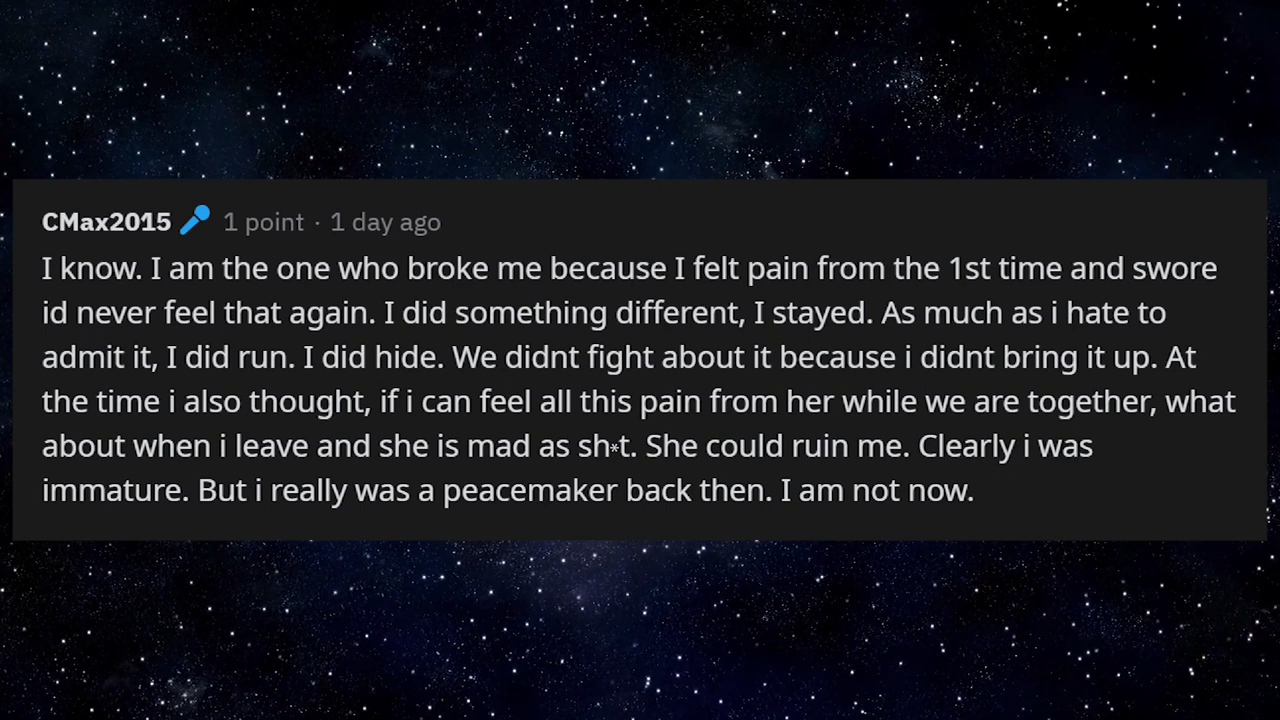 CMax2015 🎤 1 point · 1 day ago
I know. I am the one who broke me because I felt pain from the 1st time and swore
id never feel that again. I did something different, I stayed. As much as i hate to
admit it, I did run. I did hide. We didnt fight about it because i didnt bring it up. At
the time i also thought, if i can feel all this pain from her while we are together, what
about when i leave and she is mad as sh*t. She could ruin me. Clearly i was
immature. But i really was a peacemaker back then. I am not now.